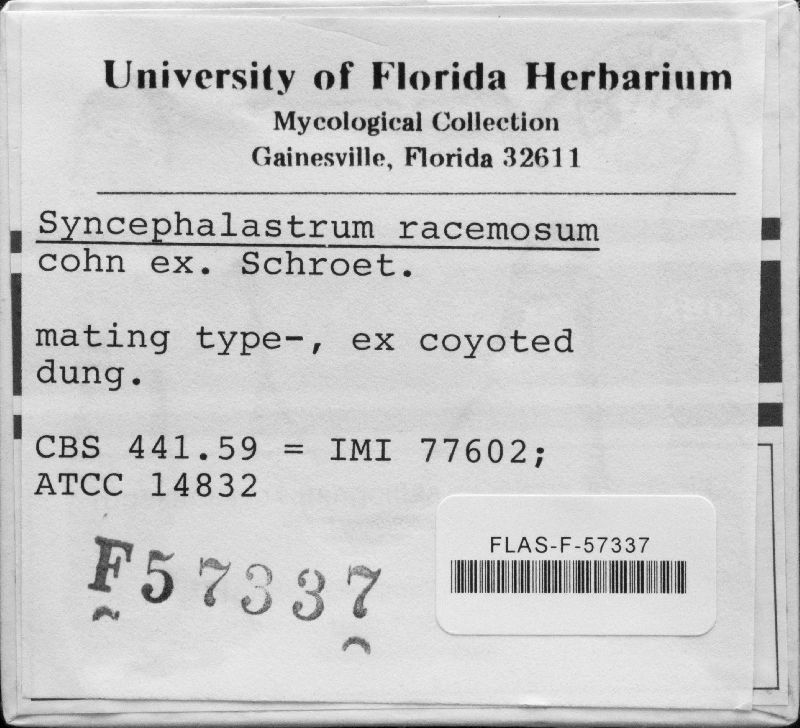 University of Florida Herbarium
Mycological Collection
Gainesville, Florida 32611
Syncephalastrum racemosum
cohn ex. Schroet.
mating type-, ex coyoted
dung.
CBS 441.59 = IMI 77602;
ATCC 14832
F57337
FLAS-F-57337